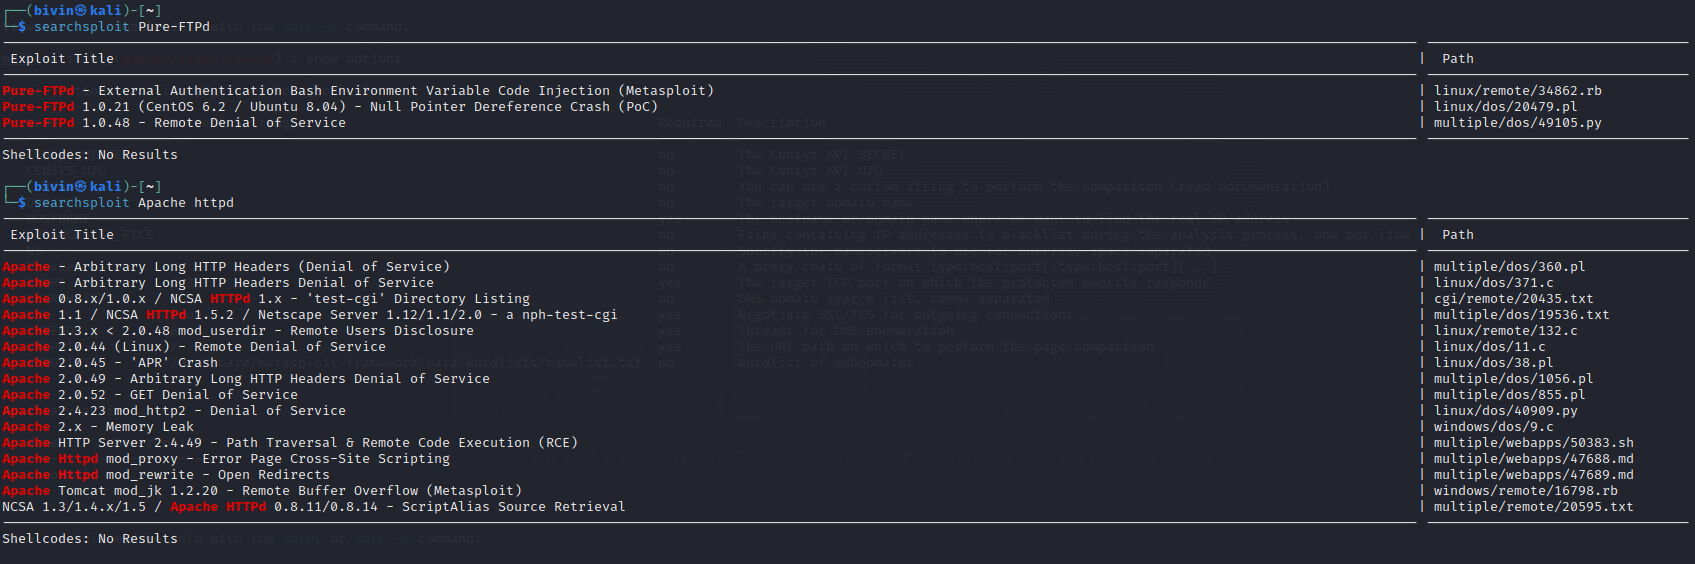 (bivin㉿kali)-[~]
$ searchsploit Pure-FTPd
Exploit Title | Path
Pure-FTPd - External Authentication Bash Environment Variable Code Injection (Metasploit) | linux/remote/34862.rb
Pure-FTPd 1.0.21 (CentOS 6.2 / Ubuntu 8.04) - Null Pointer Dereference Crash (PoC) | linux/dos/20479.pl
Pure-FTPd 1.0.48 - Remote Denial of Service | multiple/dos/49105.py
Shellcodes: No Results
(bivin㉿kali)-[~]
$ searchsploit Apache httpd
Exploit Title | Path
Apache - Arbitrary Long HTTP Headers (Denial of Service) | multiple/dos/360.pl
Apache - Arbitrary Long HTTP Headers Denial of Service | linux/dos/371.c
Apache 0.8.x/1.0.x / NCSA HTTPd 1.x - 'test-cgi' Directory Listing | cgi/remote/20435.txt
Apache 1.1 / NCSA HTTPd 1.5.2 / Netscape Server 1.12/1.1/2.0 - a nph-test-cgi | multiple/dos/19536.txt
Apache 1.3.x < 2.0.48 mod_userdir - Remote Users Disclosure | linux/remote/132.c
Apache 2.0.44 (Linux) - Remote Denial of Service | linux/dos/11.c
Apache 2.0.45 - 'APR' Crash | linux/dos/38.pl
Apache 2.0.49 - Arbitrary Long HTTP Headers Denial of Service | multiple/dos/1056.pl
Apache 2.0.52 - GET Denial of Service | multiple/dos/855.pl
Apache 2.4.23 mod_http2 - Denial of Service | linux/dos/40909.py
Apache 2.x - Memory Leak | windows/dos/9.c
Apache HTTP Server 2.4.49 - Path Traversal & Remote Code Execution (RCE) | multiple/webapps/50383.sh
Apache Httpd mod_proxy - Error Page Cross-Site Scripting | multiple/webapps/47688.md
Apache Httpd mod_rewrite - Open Redirects | multiple/webapps/47689.md
Apache Tomcat mod_jk 1.2.20 - Remote Buffer Overflow (Metasploit) | windows/remote/16798.rb
NCSA 1.3/1.4.x/1.5 / Apache HTTPd 0.8.11/0.8.14 - ScriptAlias Source Retrieval | multiple/remote/20595.txt
Shellcodes: No Results